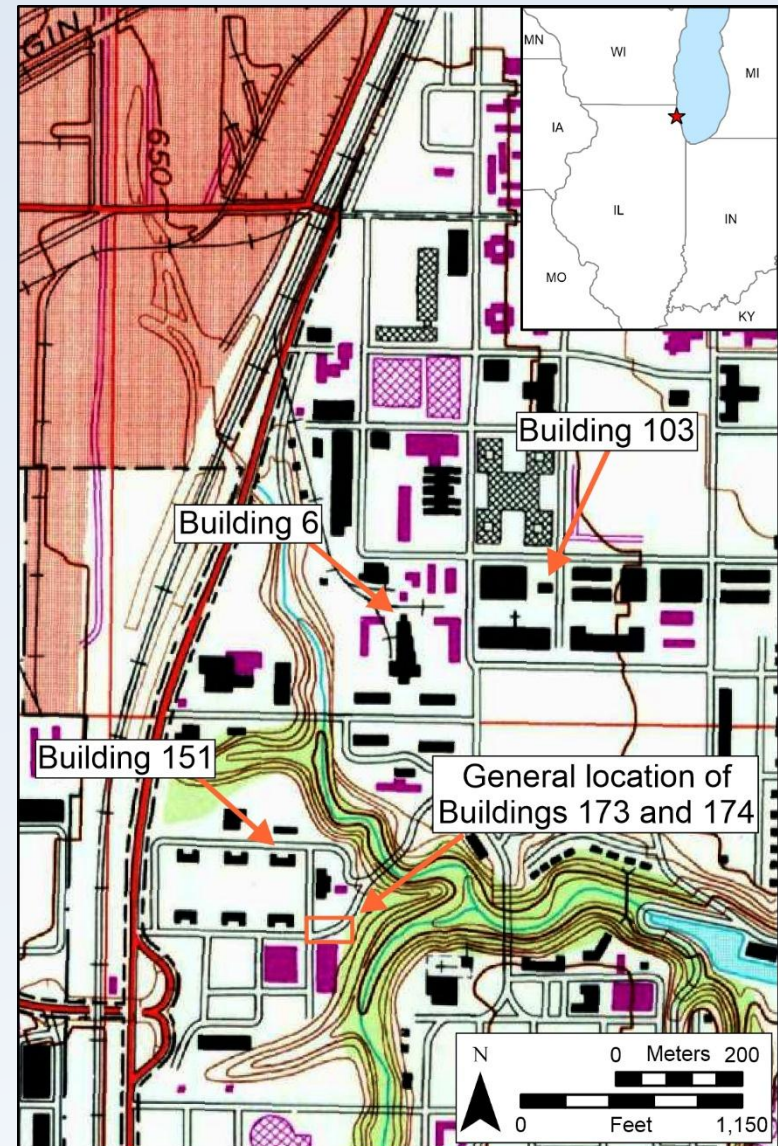 GIN
650
MN
WI
MI
IA
IL
IN
MO
KY
Building 103
Building 6
Building 151
General location of
Buildings 173 and 174
N
0 Meters 200
0 Feet 1,150